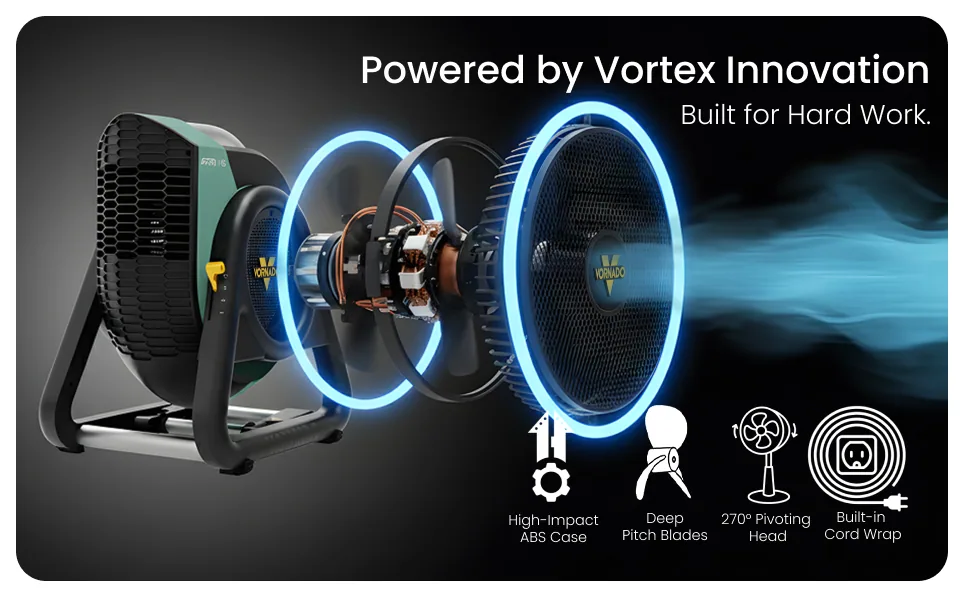 Powered by Vortex Innovation
Built for Hard Work.
VORNADO
VORNADO
High-Impact
ABS Case
Deep
Pitch Blades
270° Pivoting
Head
Built-in
Cord Wrap